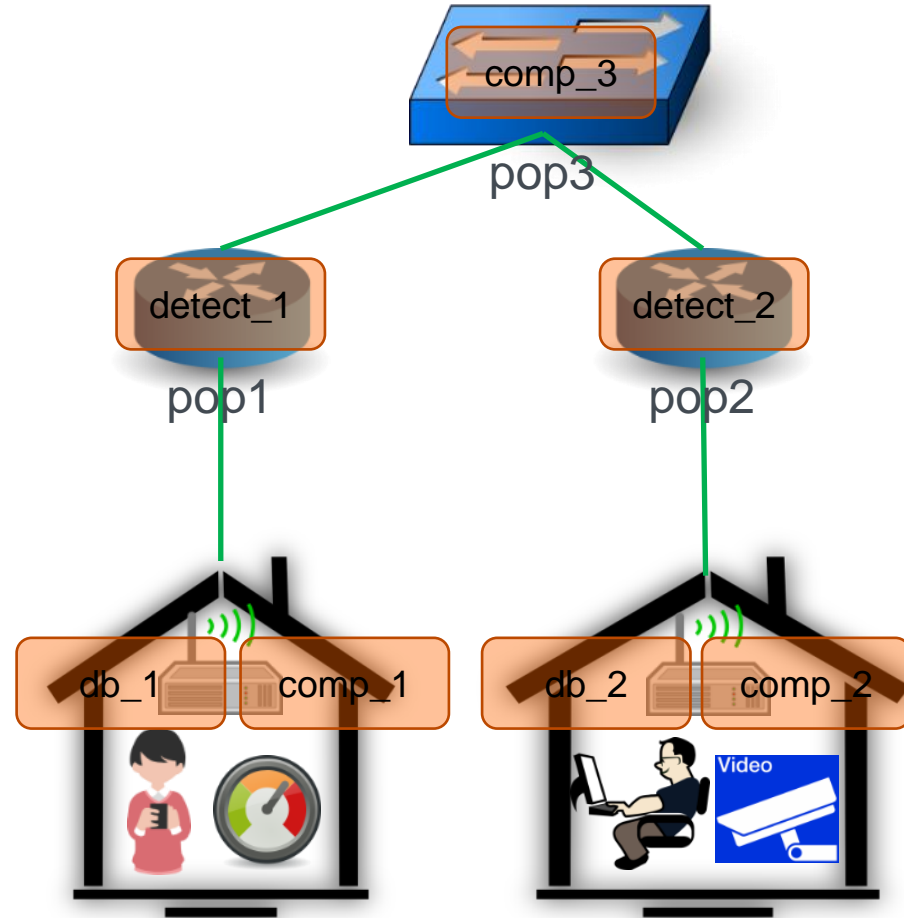 comp_3
pop3
detect_1
detect_2
pop1
pop2
db_1
comp_1
db_2
comp_2
Video